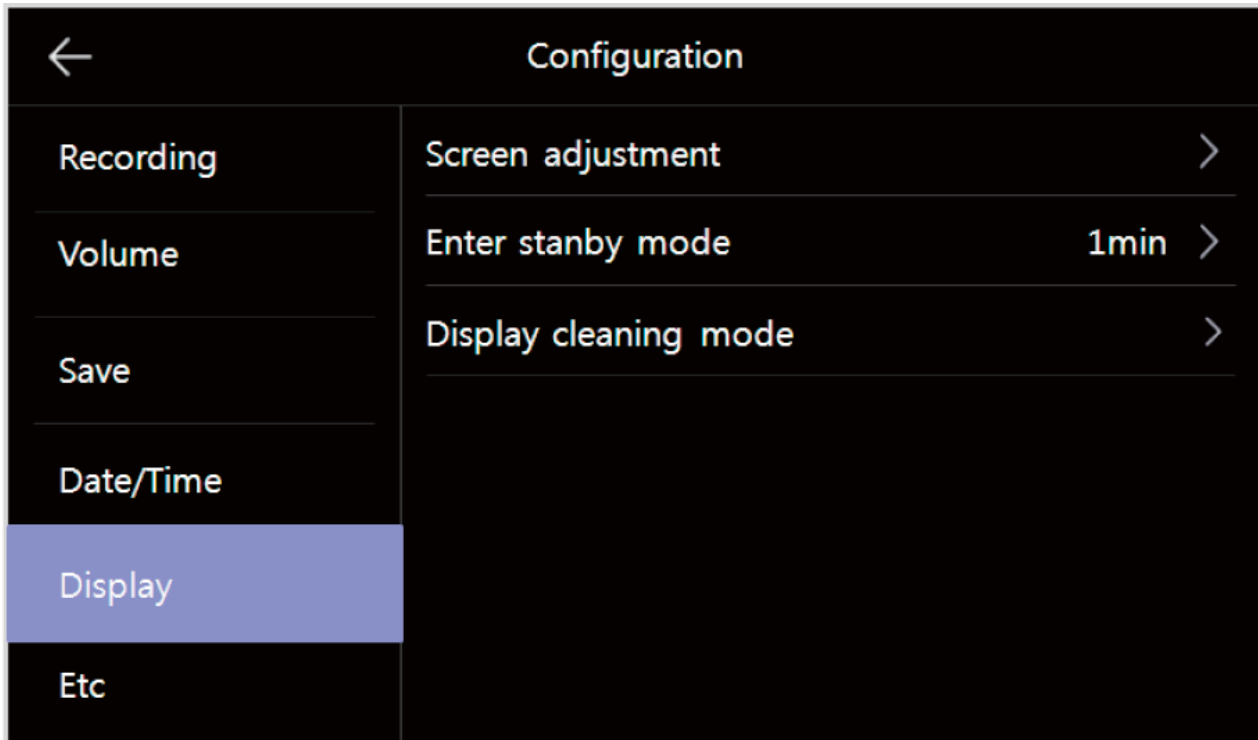 Configuration
Recording
Volume
Save
Date/Time
Display
Etc
Screen adjustment
Enter stanby mode 1min
Display cleaning mode